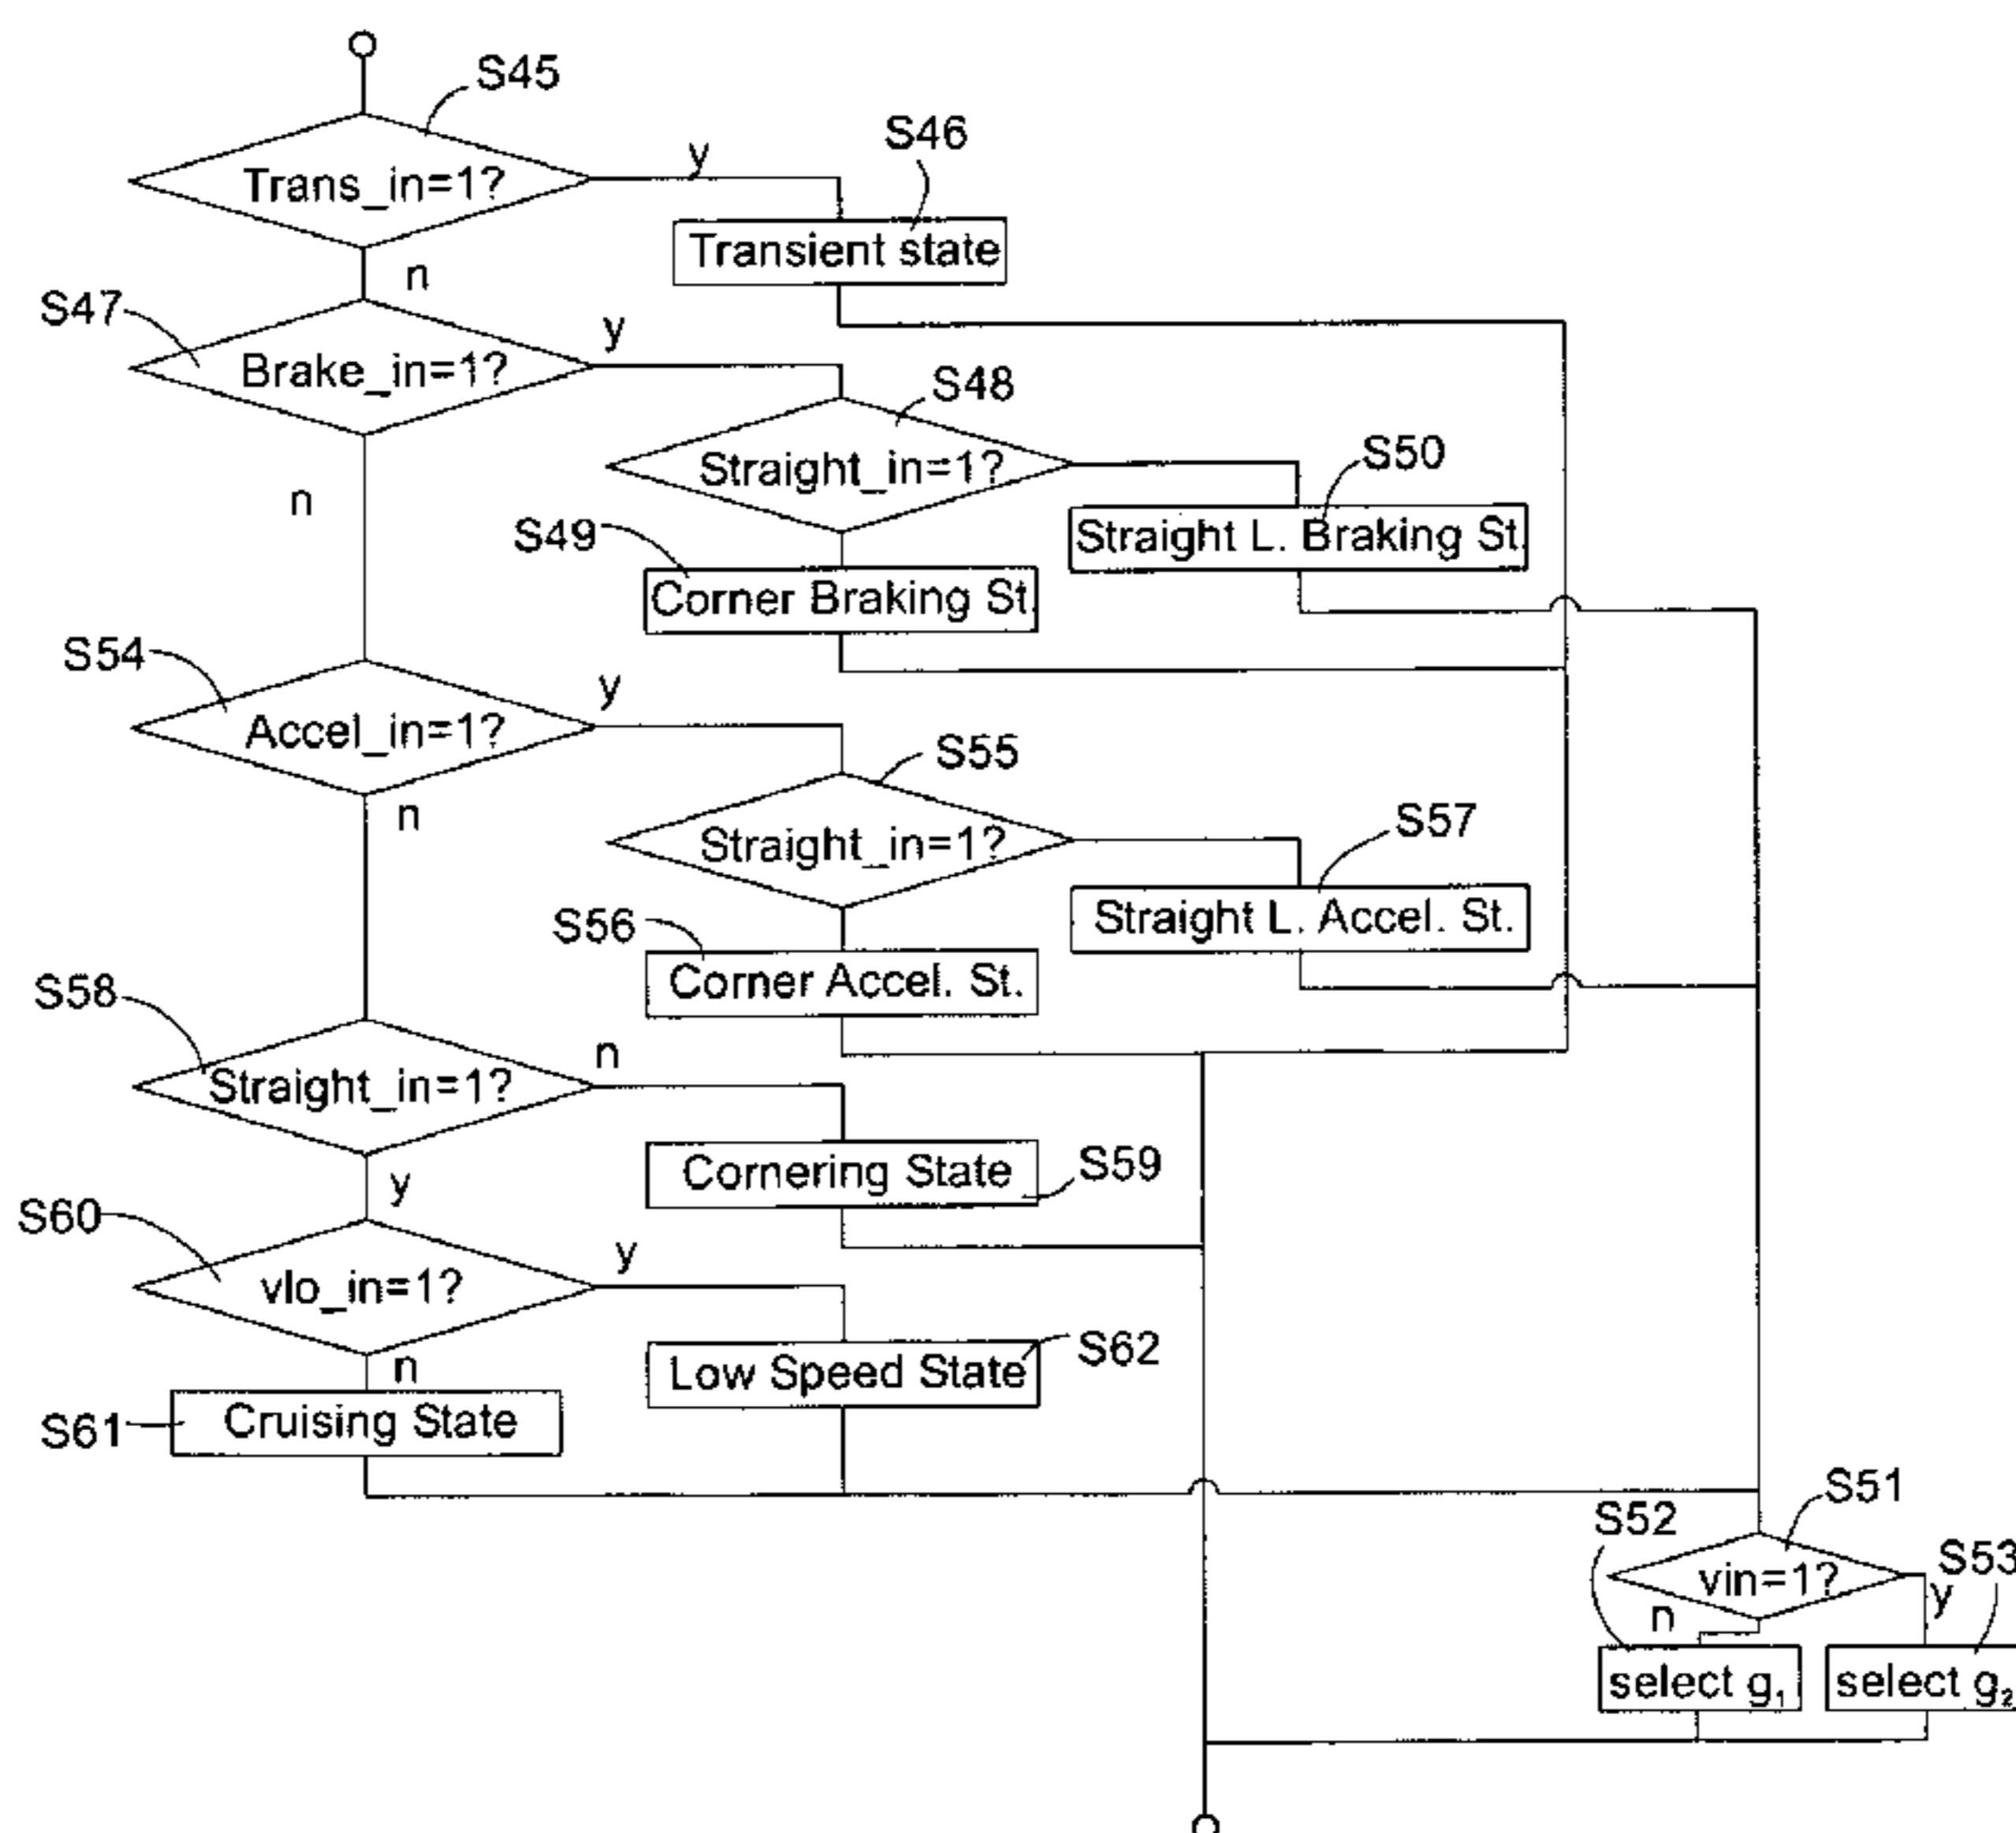 S45
Trans_in=1?
y
S46
Transient state
n
S47
Brake_in=1?
y
S48
Straight_in=1?
S50
Straight L. Braking St.
n
S49
Corner Braking St.
S54
Accel_in=1?
y
S55
Straight_in=1?
S57
Straight L. Accel. St.
n
S56
Corner Accel. St.
S58
Straight_in=1?
n
Cornering State
S59
y
S60
vlo_in=1?
y
Low Speed State
S62
n
S61
Cruising State
S51
vin=1?
S52
n
select g₁
S53
y
select g₂